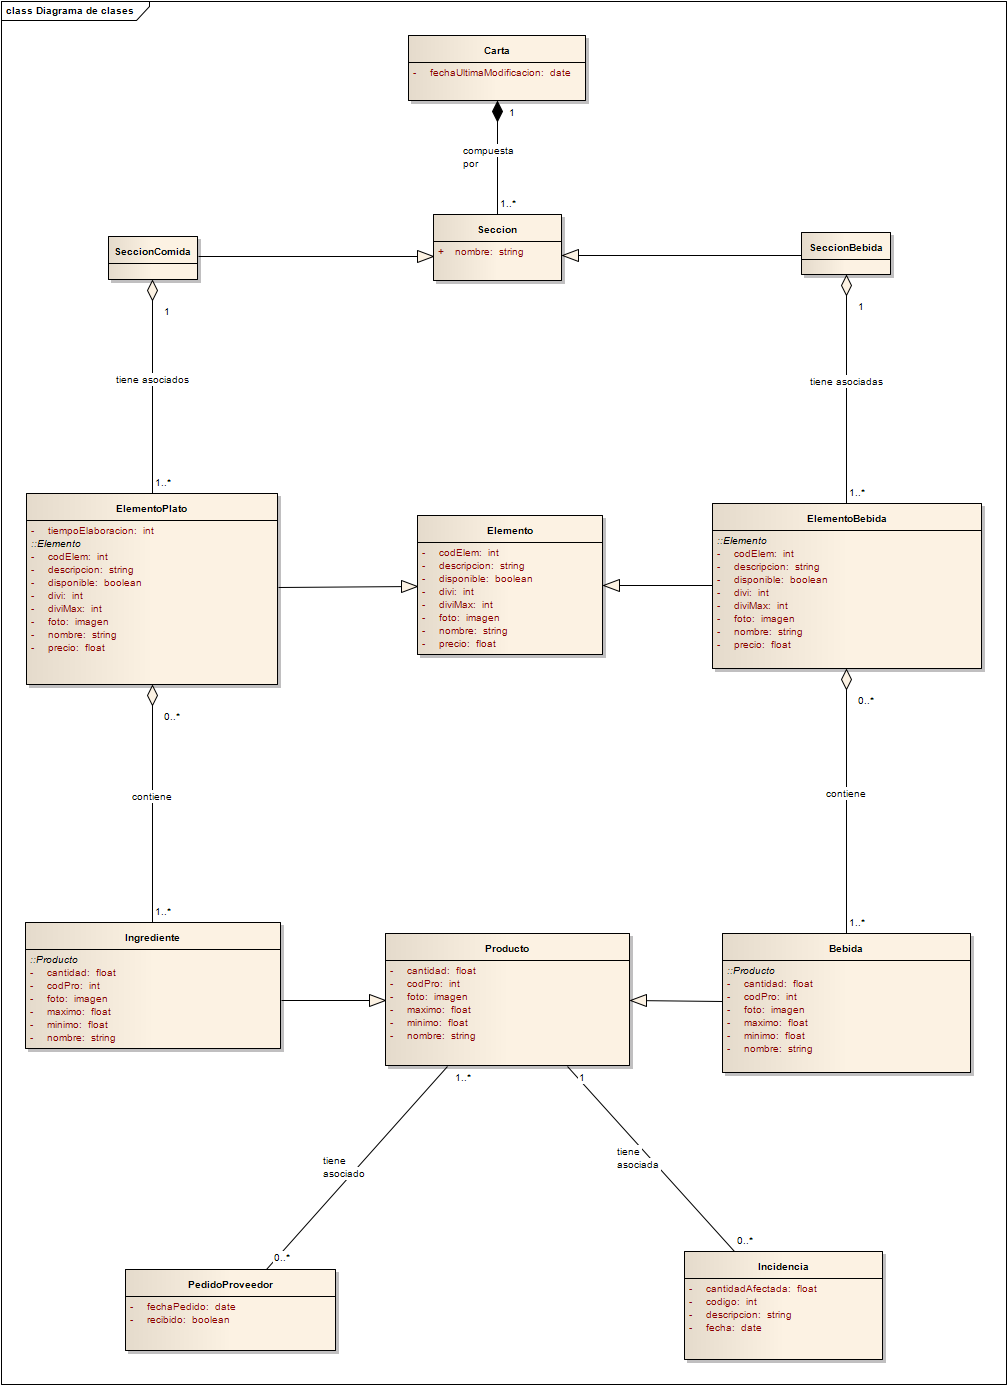 class Diagrama de clases
Carta
- fechaUltimaModificacion: date
1
compuesta
por
1..*
Seccion
+ nombre: string
SeccionComida
SeccionBebida
1
1
tiene asociados
tiene asociadas
1..*
1..*
ElementoPlato
- tiempoElaboracion: int
::Elemento
- codElem: int
- descripcion: string
- disponible: boolean
- divi: int
- diviMax: int
- foto: imagen
- nombre: string
- precio: float
Elemento
- codElem: int
- descripcion: string
- disponible: boolean
- divi: int
- diviMax: int
- foto: imagen
- nombre: string
- precio: float
ElementoBebida
::Elemento
- codElem: int
- descripcion: string
- disponible: boolean
- divi: int
- diviMax: int
- foto: imagen
- nombre: string
- precio: float
0..*
0..*
contiene
contiene
1..*
1..*
Ingrediente
::Producto
- cantidad: float
- codPro: int
- foto: imagen
- maximo: float
- minimo: float
- nombre: string
Producto
- cantidad: float
- codPro: int
- foto: imagen
- maximo: float
- minimo: float
- nombre: string
Bebida
::Producto
- cantidad: float
- codPro: int
- foto: imagen
- maximo: float
- minimo: float
- nombre: string
1..*
1
tiene
asociado
tiene
asociada
0..*
0..*
PedidoProveedor
- fechaPedido: date
- recibido: boolean
Incidencia
- cantidadAfectada: float
- codigo: int
- descripcion: string
- fecha: date